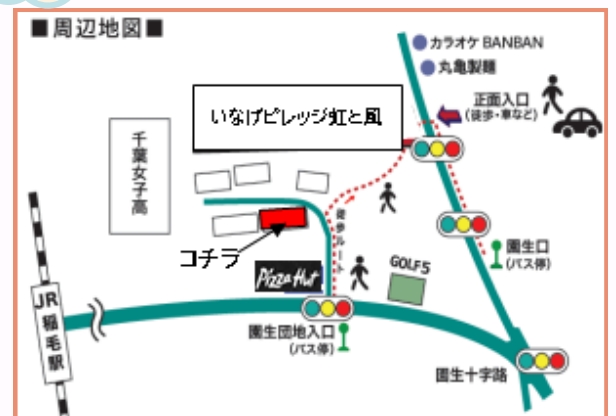 ■周辺地図■
カラオケ BANBAN
丸亀製麺
正面入口
(徒歩・車など)
いなげビレッジ虹と風
千葉女子高
徒歩ルート
コチラ
Pizza Hut
GOLF5
園生口
(バス停)
JR
稲毛駅
園生団地入口
(バス停)
園生十字路